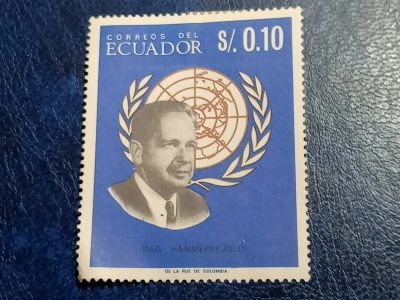 CORREOS DEL
ECUADOR S/. 0.10
DAG HAMMERSKJOLD
DE LA RUE DE COLOMBIA